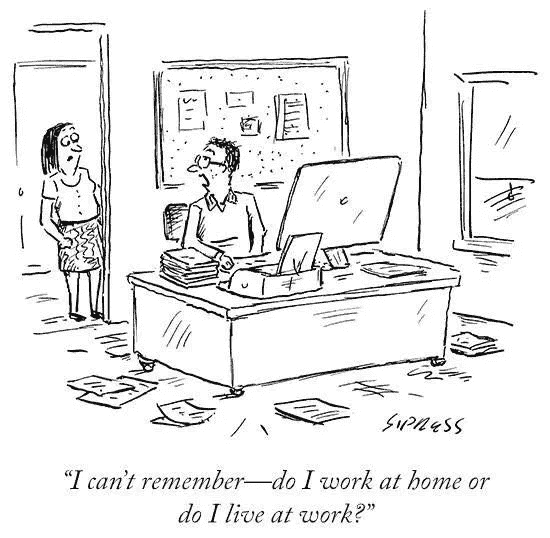 SIPRESS
“I can’t remember—do I work at home or
do I live at work?”